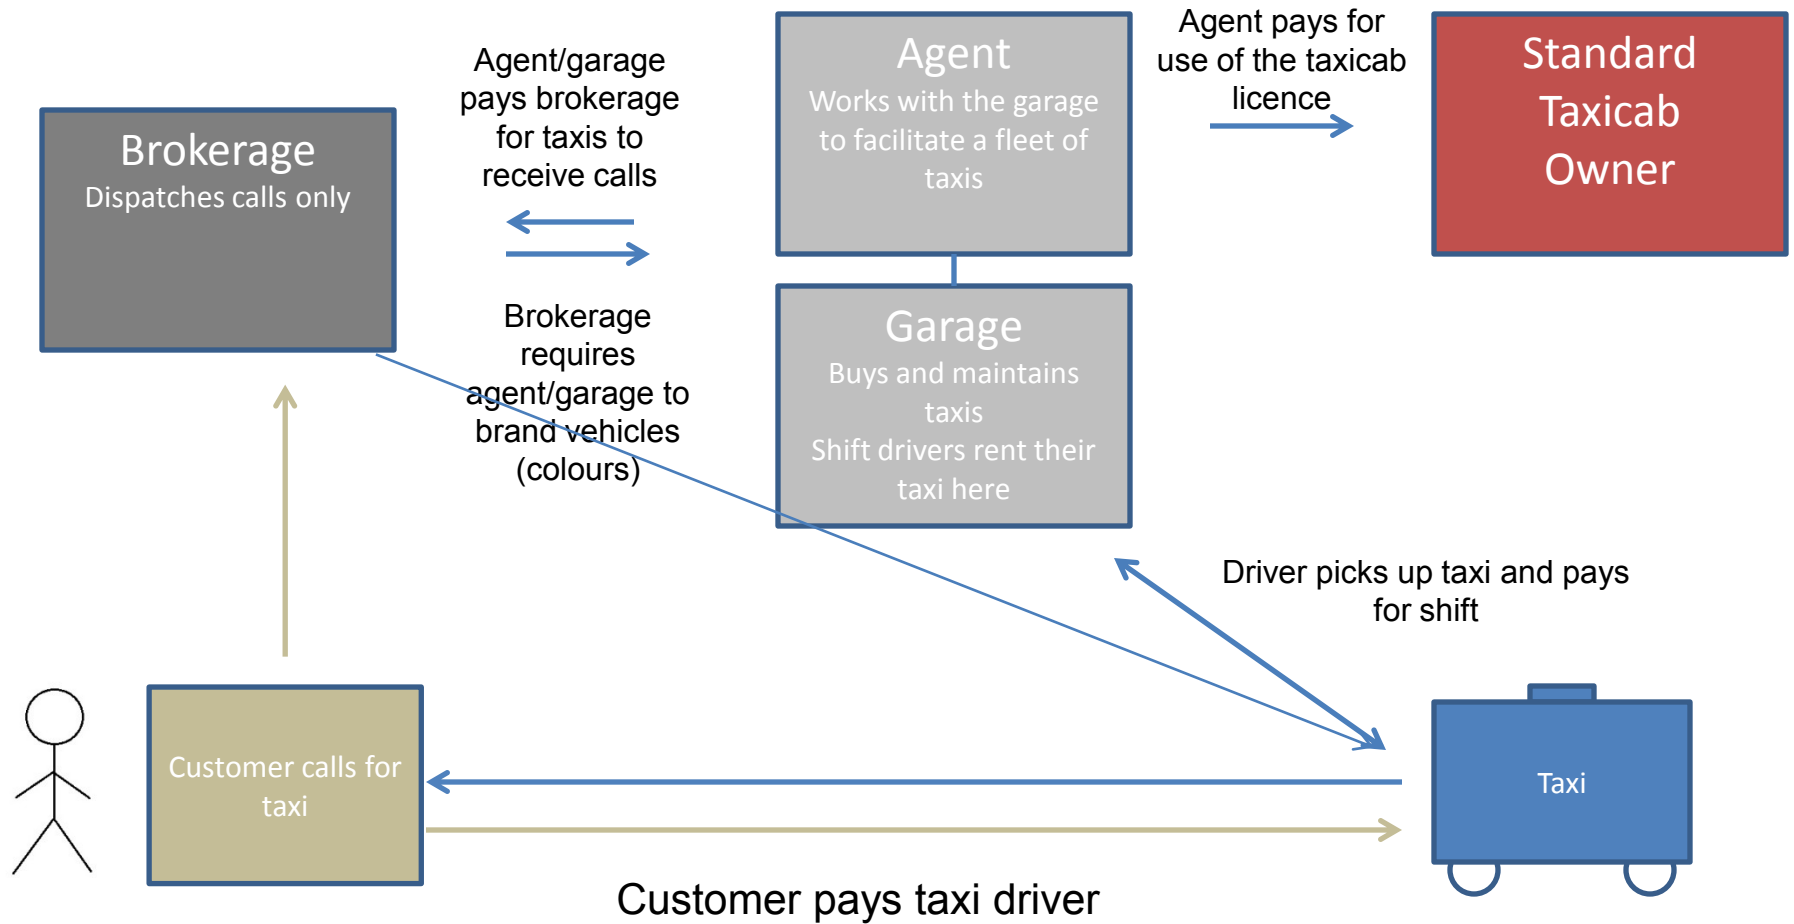 Agent/garage
pays brokerage
for taxis to
receive calls
Agent
Works with the garage
to facilitate a fleet of
taxis
Agent pays for
use of the taxicab
licence
Standard
Taxicab
Owner
Brokerage
Dispatches calls only
Brokerage
requires
agent/garage to
brand vehicles
(colours)
Garage
Buys and maintains
taxis
Shift drivers rent their
taxi here
Driver picks up taxi and pays
for shift
Customer calls for
taxi
Taxi
Customer pays taxi driver